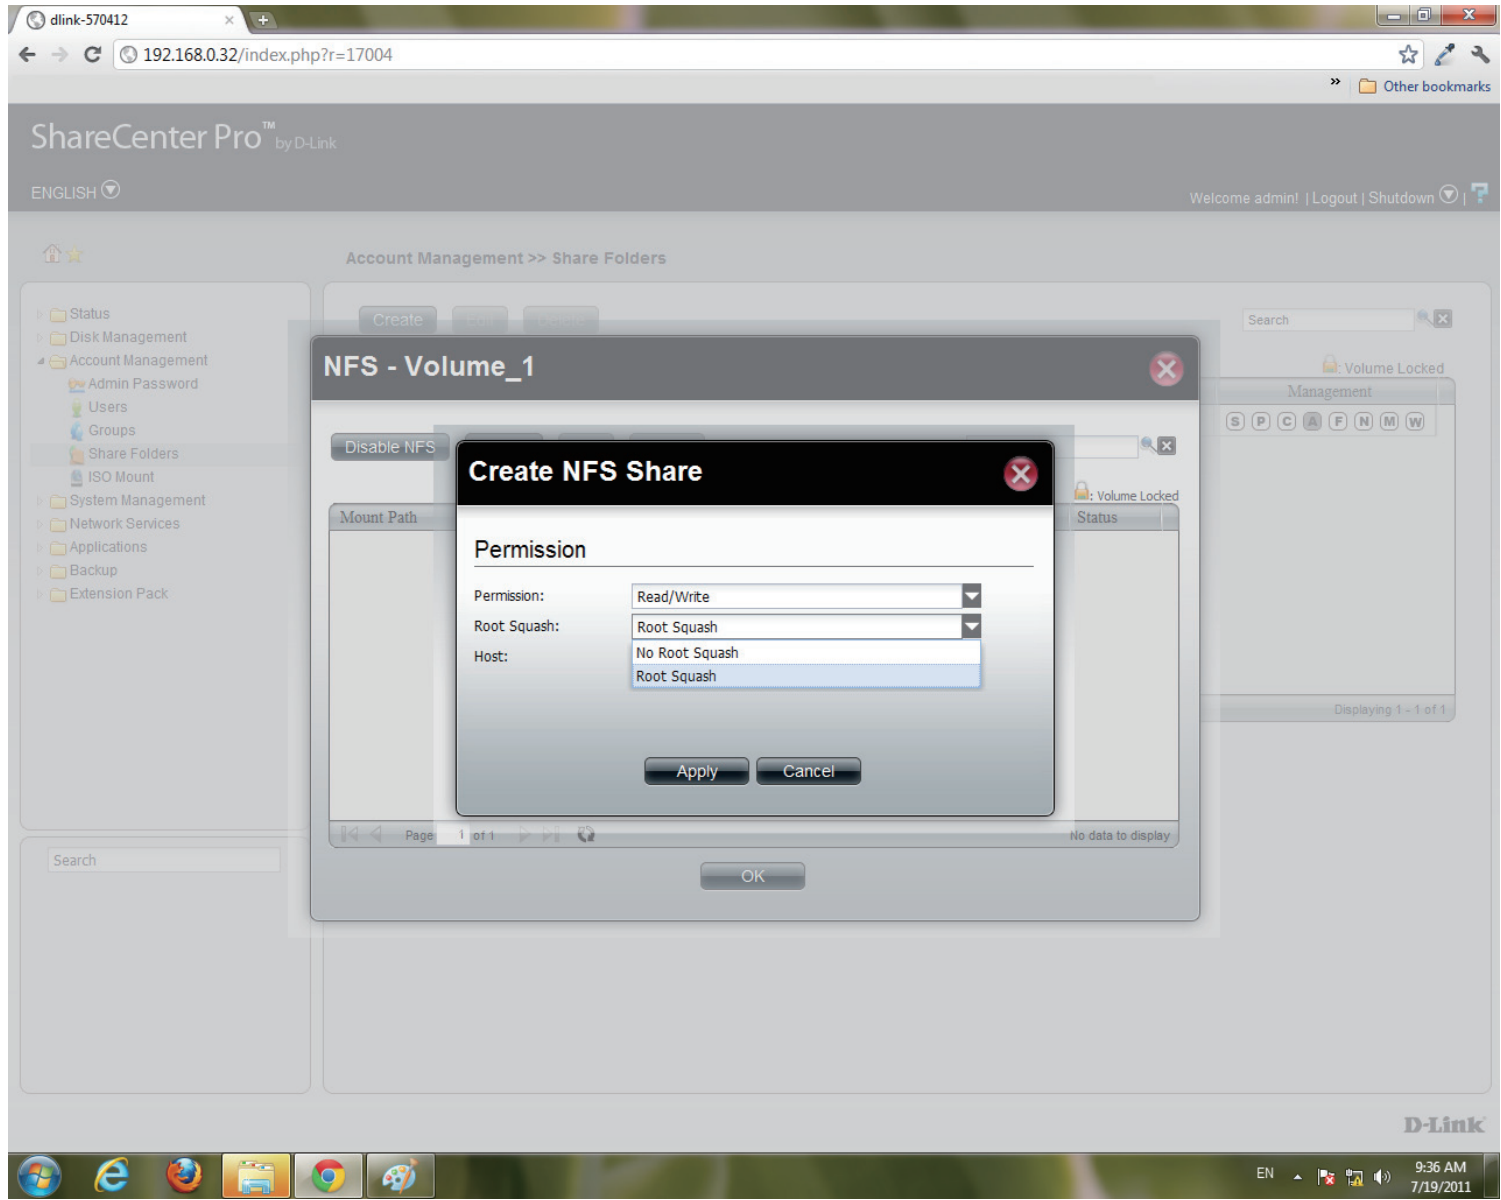 dlink-570412
192.168.0.32/index.php?r=17004
» Other bookmarks
ShareCenter Pro™ by D-Link
ENGLISH
Welcome admin! | Logout | Shutdown | ?
Account Management >> Share Folders
Status
Disk Management
Account Management
Admin Password
Users
Groups
Share Folders
ISO Mount
System Management
Network Services
Applications
Backup
Extension Pack
Search
Create Edit Delete
Search
: Volume Locked
Management
S P C A F N M W
Displaying 1 - 1 of 1
NFS - Volume_1
Disable NFS
: Volume Locked
Mount Path Status
Create NFS Share
Permission
Permission: Read/Write
Root Squash: Root Squash
No Root Squash
Root Squash
Host:
Apply Cancel
Page 1 of 1 No data to display
OK
D-Link
EN 9:36 AM
7/19/2011